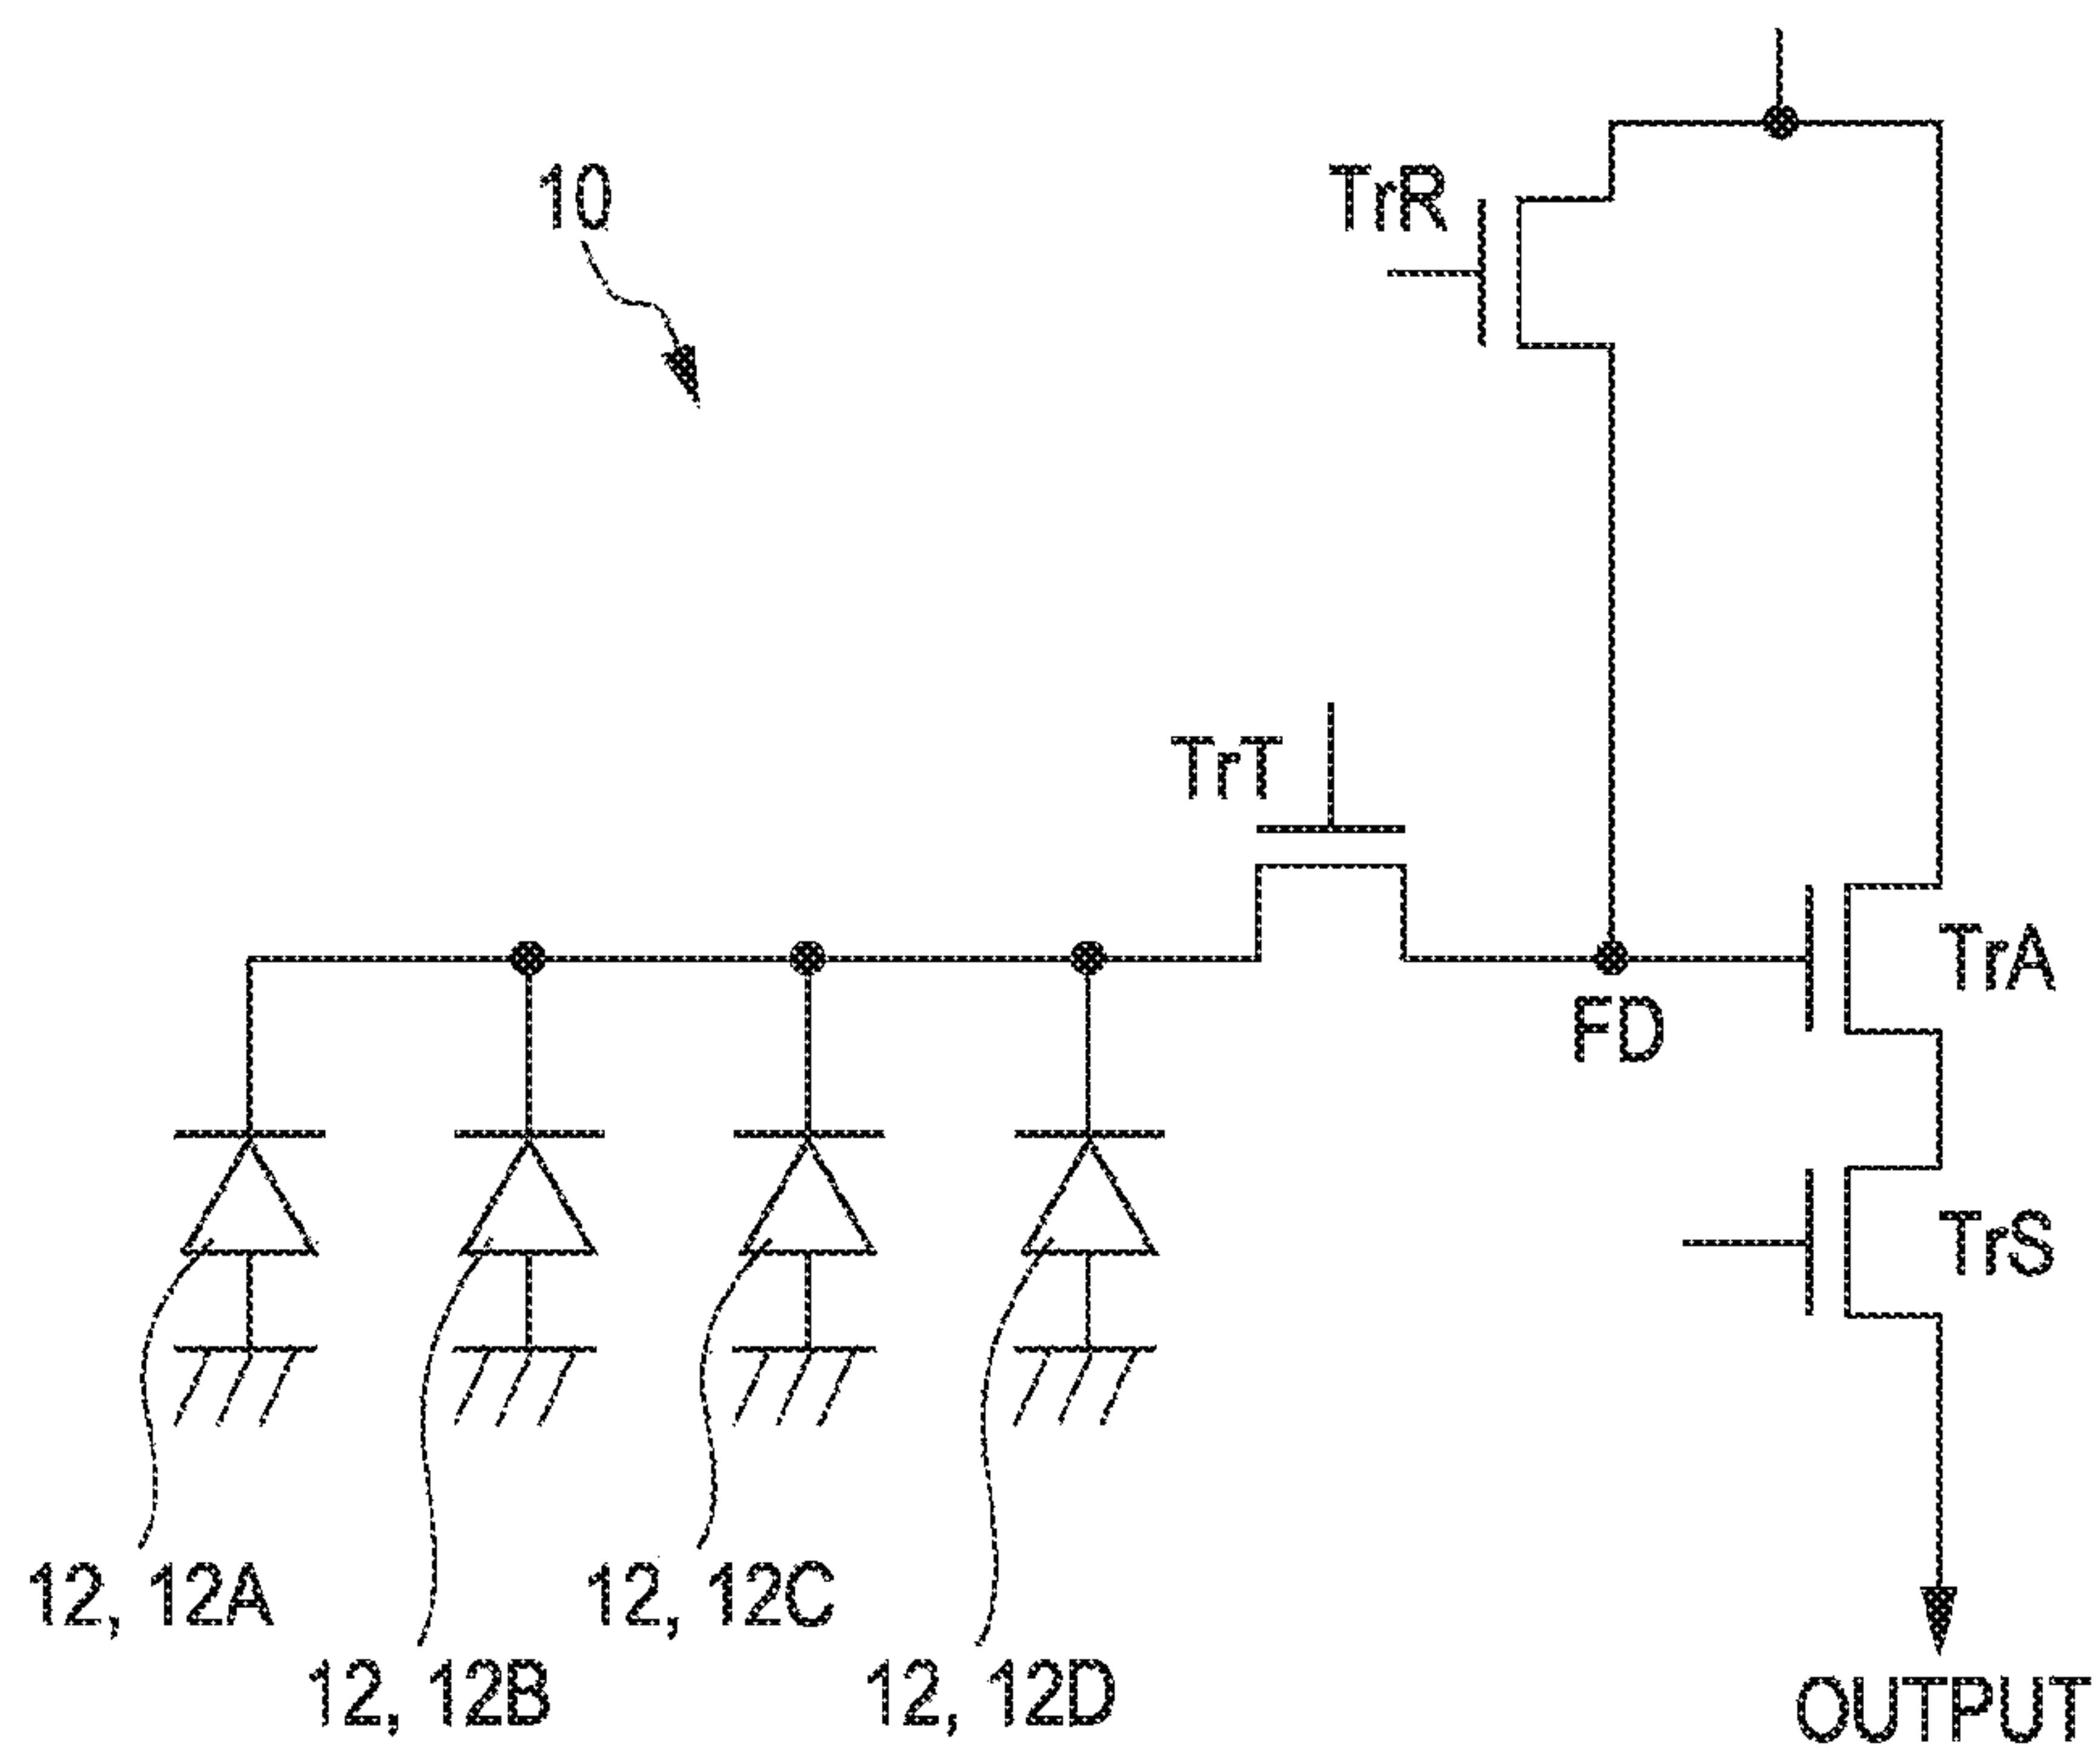 10
TrR
TrT
TrA
FD
TrS
12, 12A
12, 12C
12, 12B
12, 12D
OUTPUT